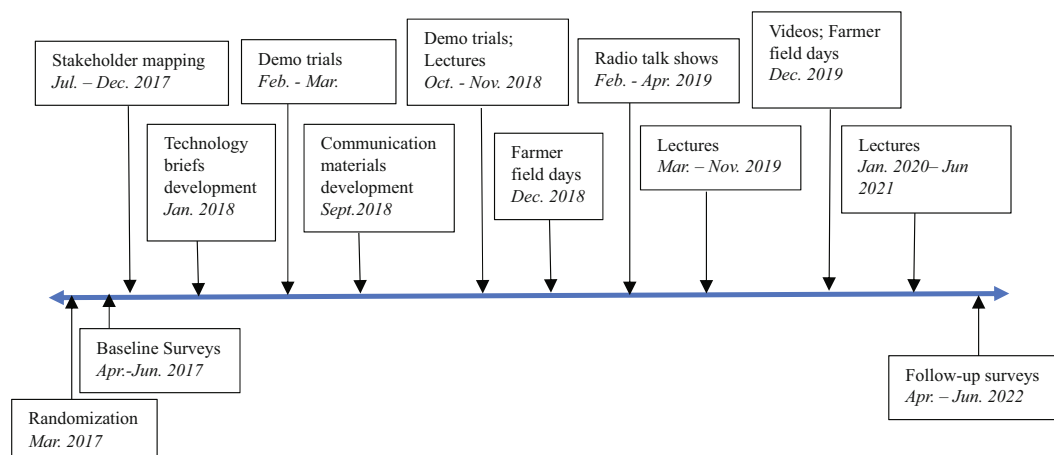 Stakeholder mapping
Jul. – Dec. 2017
Demo trials
Feb. - Mar.
Demo trials;
Lectures
Oct. - Nov. 2018
Radio talk shows
Feb. - Apr. 2019
Videos; Farmer
field days
Dec. 2019
Technology
briefs
development
Jan. 2018
Communication
materials
development
Sept.2018
Farmer
field days
Dec. 2018
Lectures
Mar. – Nov. 2019
Lectures
Jan. 2020– Jun
2021
Baseline Surveys
Apr.-Jun. 2017
Randomization
Mar. 2017
Follow-up surveys
Apr. – Jun. 2022